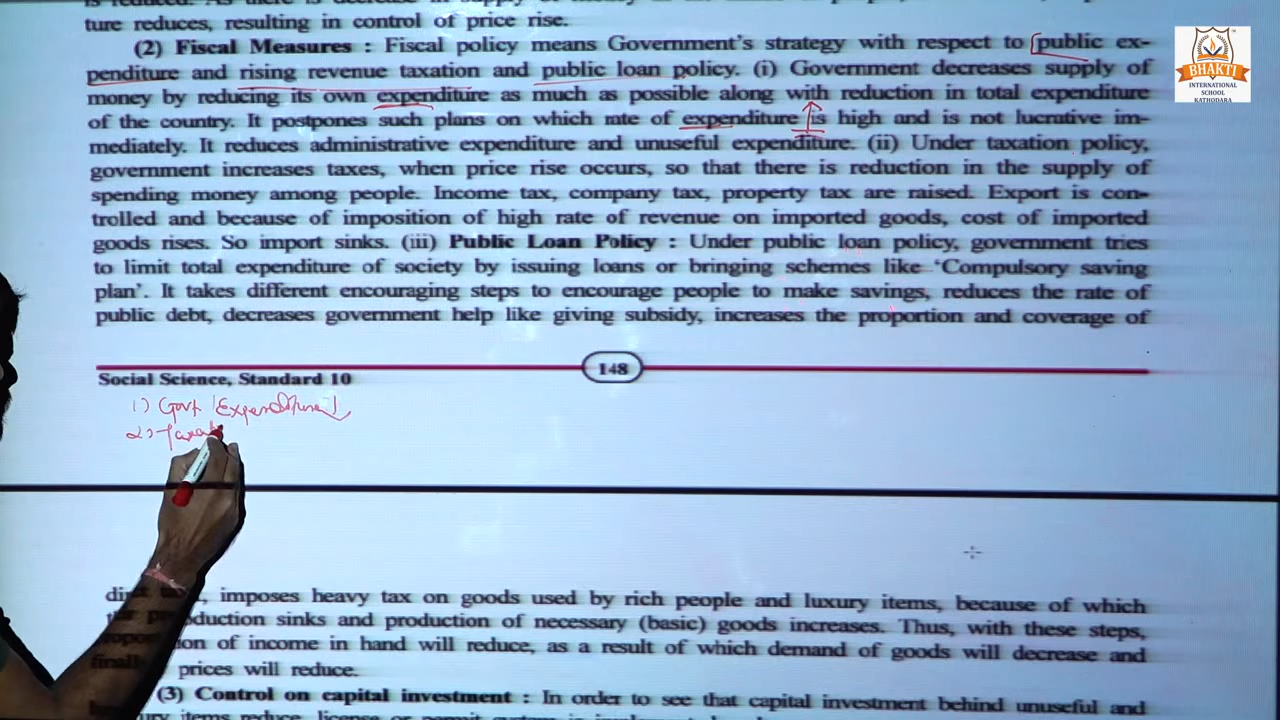 ture reduces, resulting in control of price rise.
(2) Fiscal Measures : Fiscal policy means Government's strategy with respect to public ex-
penditure and rising revenue taxation and public loan policy. (i) Government decreases supply of
money by reducing its own expenditure as much as possible along with reduction in total expenditure
of the country. It postpones such plans on which rate of expenditure is high and is not lucrative im-
mediately. It reduces administrative expenditure and unuseful expenditure. (ii) Under taxation policy,
government increases taxes, when price rise occurs, so that there is reduction in the supply of
spending money among people. Income tax, company tax, property tax are raised. Export is con-
trolled and because of imposition of high rate of revenue on imported goods, cost of imported
goods rises. So import sinks. (iii) Public Loan Policy : Under public loan policy, government tries
to limit total expenditure of society by issuing loans or bringing schemes like 'Compulsory saving
plan'. It takes different encouraging steps to encourage people to make savings, reduces the rate of
public debt, decreases government help like giving subsidy, increases the proportion and coverage of
148
Social Science, Standard 10
1) Govt Expenditure
2)
imposes heavy tax on goods used by rich people and luxury items, because of which
production sinks and production of necessary (basic) goods increases. Thus, with these steps,
of income in hand will reduce, as a result of which demand of goods will decrease and
prices will reduce.
(3) Control on capital investment : In order to see that capital investment behind unuseful and
BHAKTI
INTERNATIONAL
SCHOOL
KATHODARA